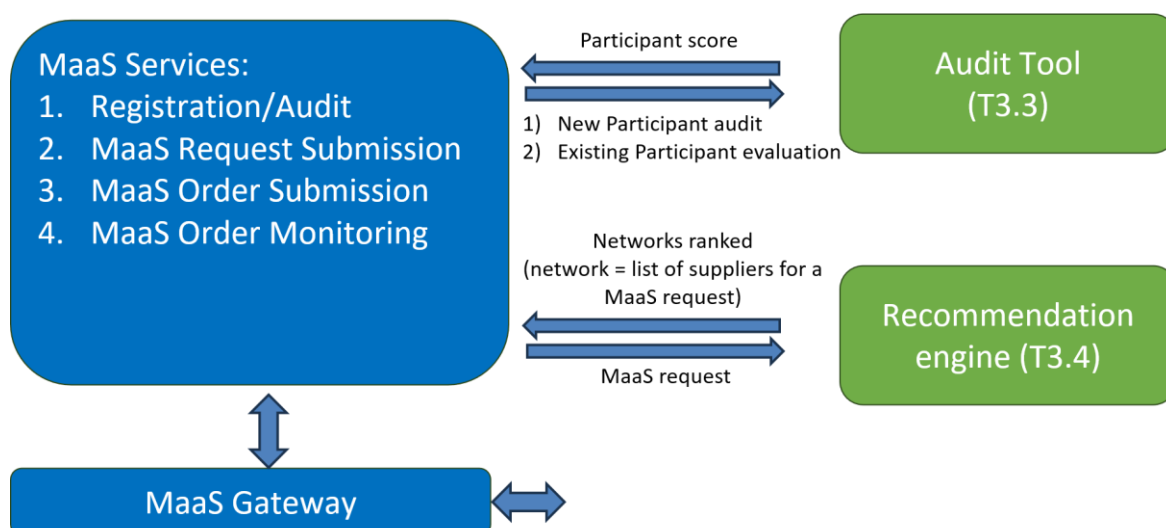 MaaS Services:
1. Registration/Audit
2. MaaS Request Submission
3. MaaS Order Submission
4. MaaS Order Monitoring
Participant score
1) New Participant audit
2) Existing Participant evaluation
Audit Tool
(T3.3)
Networks ranked
(network = list of suppliers for a
MaaS request)
MaaS request
Recommendation
engine (T3.4)
MaaS Gateway